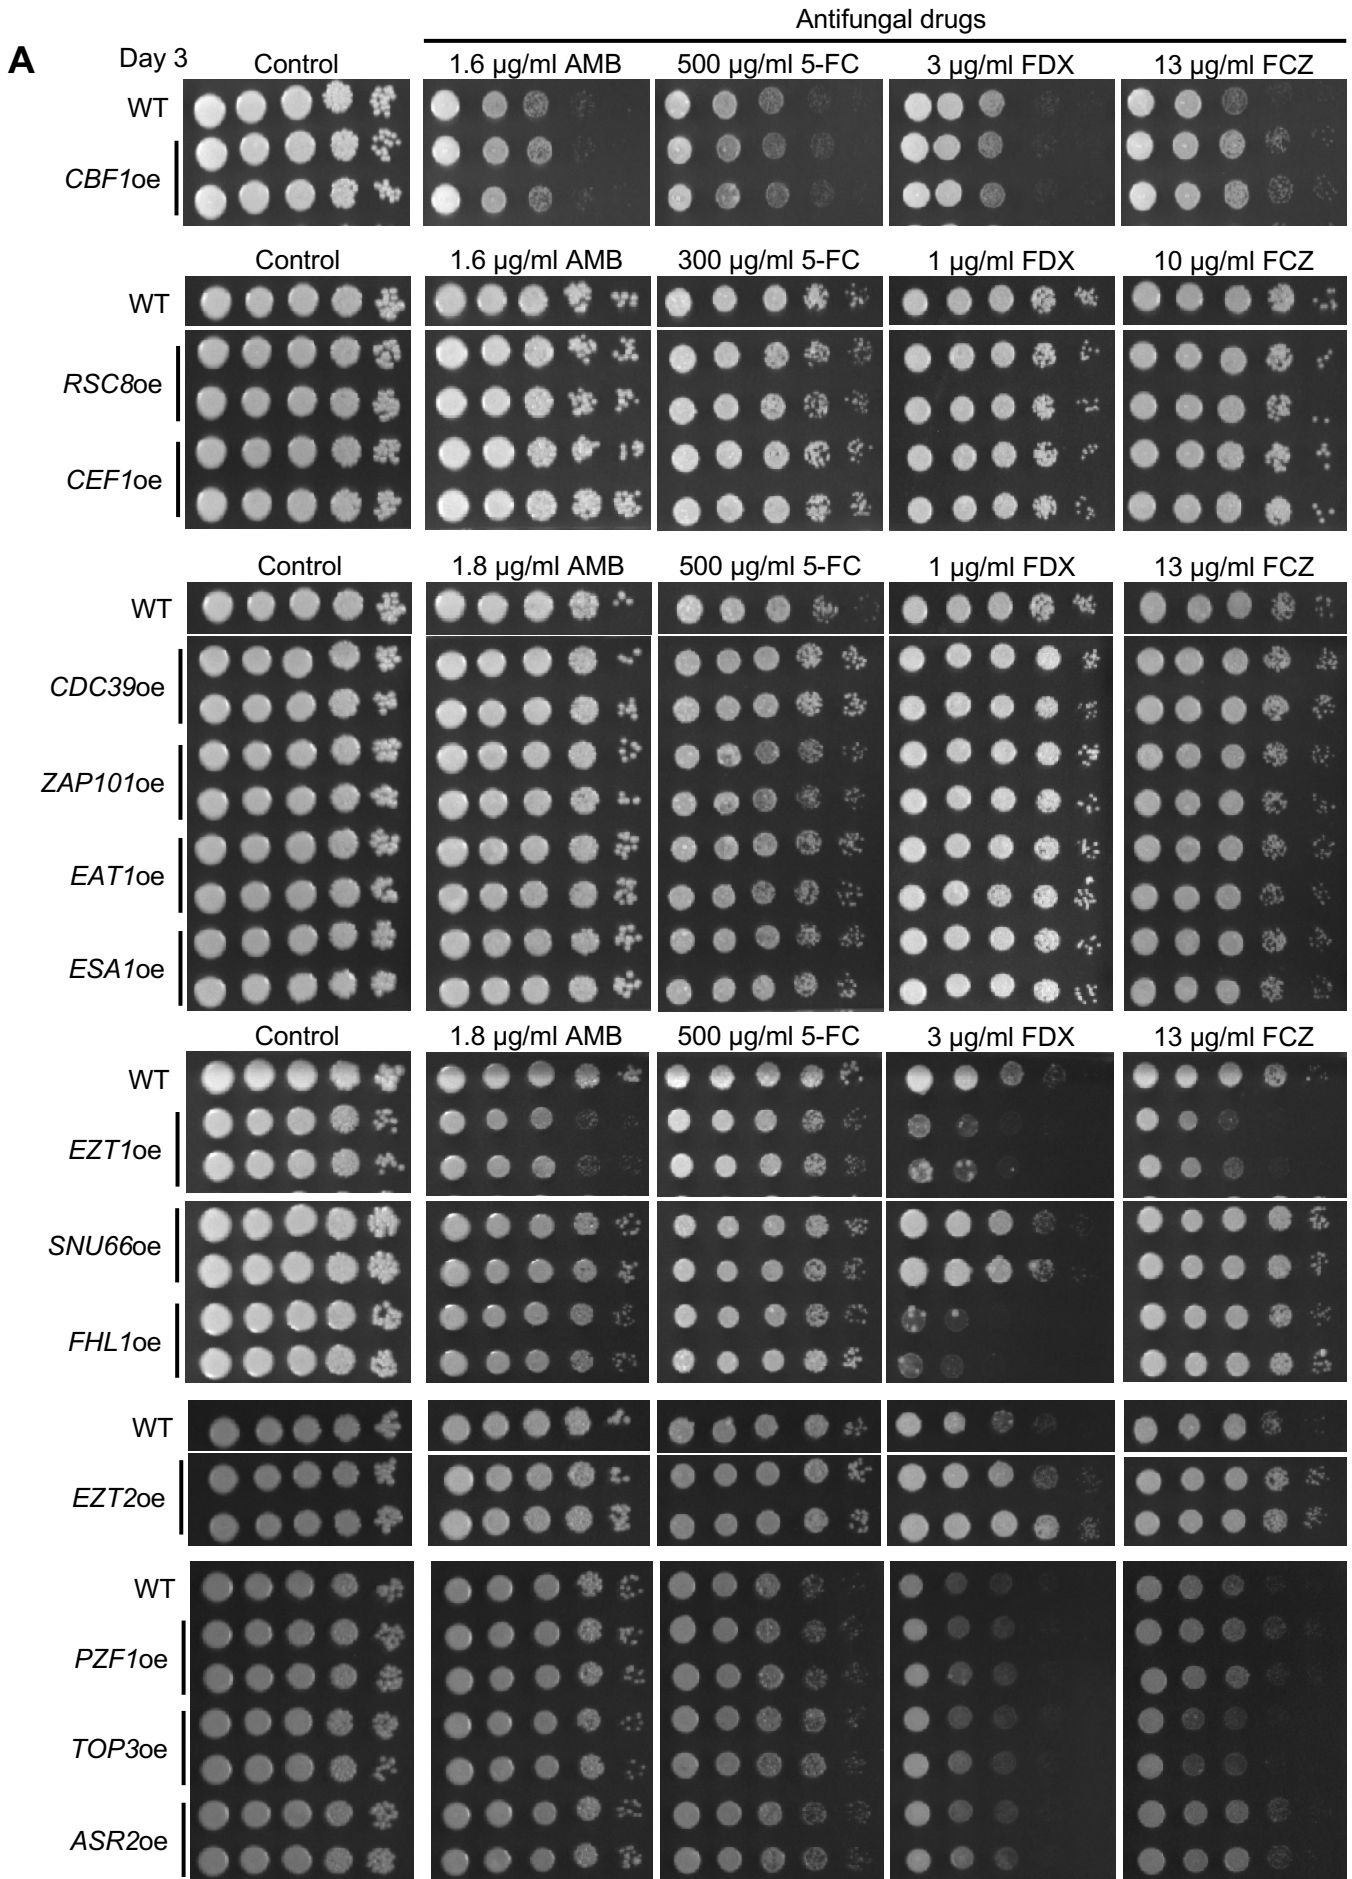 Antifungal drugs
A Day 3 Control 1.6 µg/ml AMB 500 µg/ml 5-FC 3 µg/ml FDX 13 µg/ml FCZ
WT
CBF1oe
Control 1.6 µg/ml AMB 300 µg/ml 5-FC 1 µg/ml FDX 10 µg/ml FCZ
WT
RSC8oe
CEF1oe
Control 1.8 µg/ml AMB 500 µg/ml 5-FC 1 µg/ml FDX 13 µg/ml FCZ
WT
CDC39oe
ZAP101oe
EAT1oe
ESA1oe
Control 1.8 µg/ml AMB 500 µg/ml 5-FC 3 µg/ml FDX 13 µg/ml FCZ
WT
EZT1oe
SNU66oe
FHL1oe
WT
EZT2oe
WT
PZF1oe
TOP3oe
ASR2oe